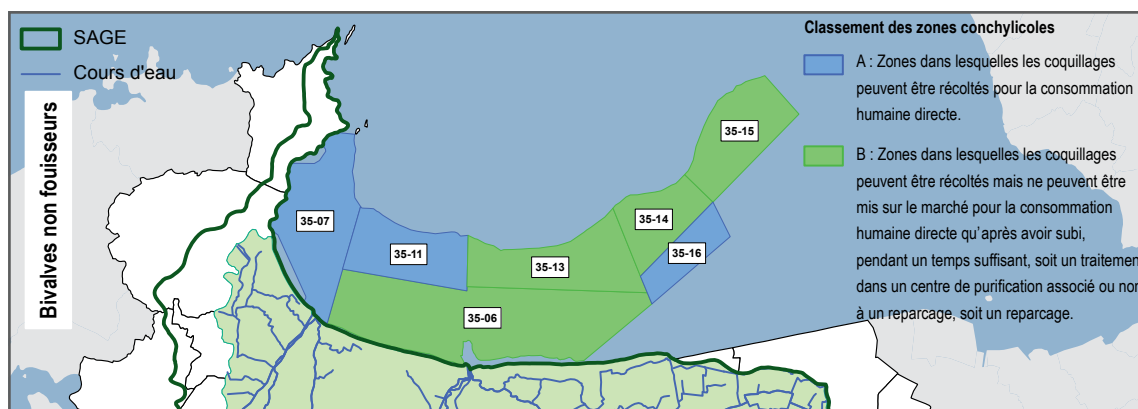 SAGE
Cours d'eau
Bivalves non fouisseurs
35-07
35-11
35-13
35-06
35-14
35-15
35-16
Classement des zones conchylicoles
A : Zones dans lesquelles les coquillages
peuvent être récoltés pour la consommation
humaine directe.
B : Zones dans lesquelles les coquillages
peuvent être récoltés mais ne peuvent être
mis sur le marché pour la consommation
humaine directe qu'après avoir subi,
pendant un temps suffisant, soit un traitement
dans un centre de purification associé ou non
à un reparcage, soit un reparcage.